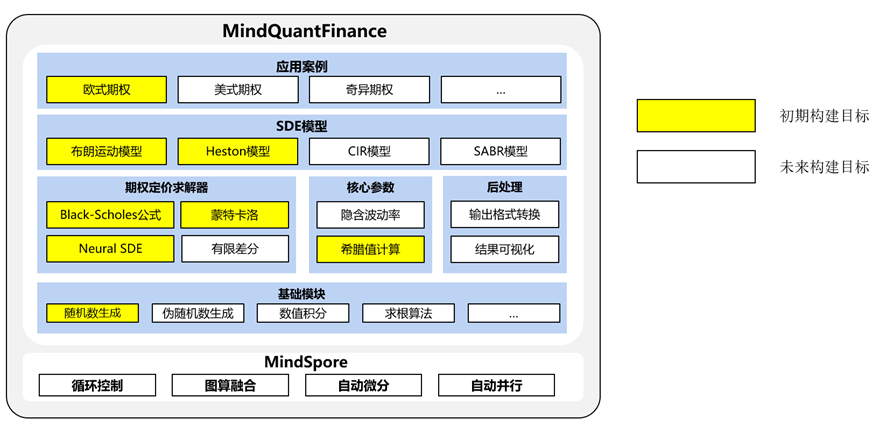 MindQuantFinance
应用案例
欧式期权
美式期权
奇异期权
...
SDE模型
布朗运动模型
Heston模型
CIR模型
SABR模型
期权定价求解器
Black-Scholes公式
蒙特卡洛
Neural SDE
有限差分
核心参数
隐含波动率
希腊值计算
后处理
输出格式转换
结果可视化
基础模块
随机数生成
伪随机数生成
数值积分
求根算法
...
MindSpore
循环控制
图算融合
自动微分
自动并行
初期构建目标
未来构建目标